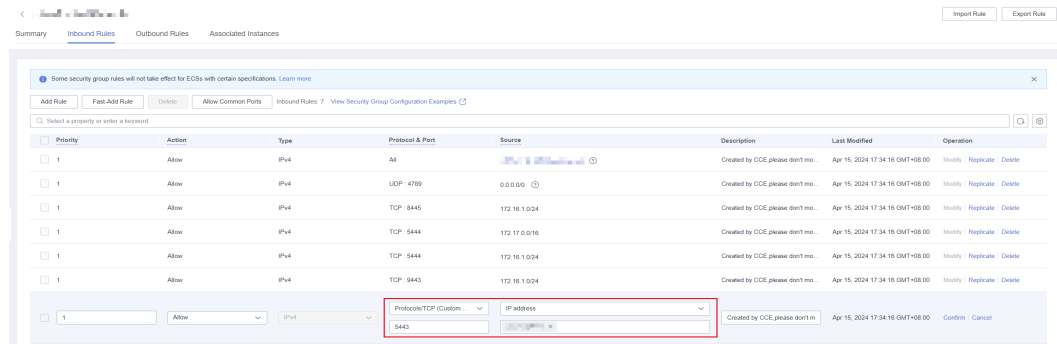 Import Rule Export Rule
Summary Inbound Rules Outbound Rules Associated Instances
Some security group rules will not take effect for ECSs with certain specifications. Learn more
Add Rule Fast-Add Rule Delete Allow Common Ports Inbound Rules: 7 View Security Group Configuration Examples
Select a property or enter a keyword.
Priority Action Type Protocol & Port Source Description Last Modified Operation
1 Allow IPv4 All Created by CCE,please don't mo... Apr 15, 2024 17:34:16 GMT+08:00 Modify Replicate Delete
1 Allow IPv4 UDP : 4789 0.0.0.0/0 Created by CCE,please don't mo... Apr 15, 2024 17:34:16 GMT+08:00 Modify Replicate Delete
1 Allow IPv4 TCP : 8445 172.16.1.0/24 Created by CCE,please don't mo... Apr 15, 2024 17:34:16 GMT+08:00 Modify Replicate Delete
1 Allow IPv4 TCP : 5444 172.17.0.0/16 Created by CCE,please don't mo... Apr 15, 2024 17:34:16 GMT+08:00 Modify Replicate Delete
1 Allow IPv4 TCP : 5444 172.16.1.0/24 Created by CCE,please don't mo... Apr 15, 2024 17:34:16 GMT+08:00 Modify Replicate Delete
1 Allow IPv4 TCP : 9443 172.16.1.0/24 Created by CCE,please don't mo... Apr 15, 2024 17:34:16 GMT+08:00 Modify Replicate Delete
Protocols/TCP (Custom ... IP address
1 Allow IPv4 Created by CCE,please don't m Apr 15, 2024 17:34:16 GMT+08:00 Confirm Cancel
5443